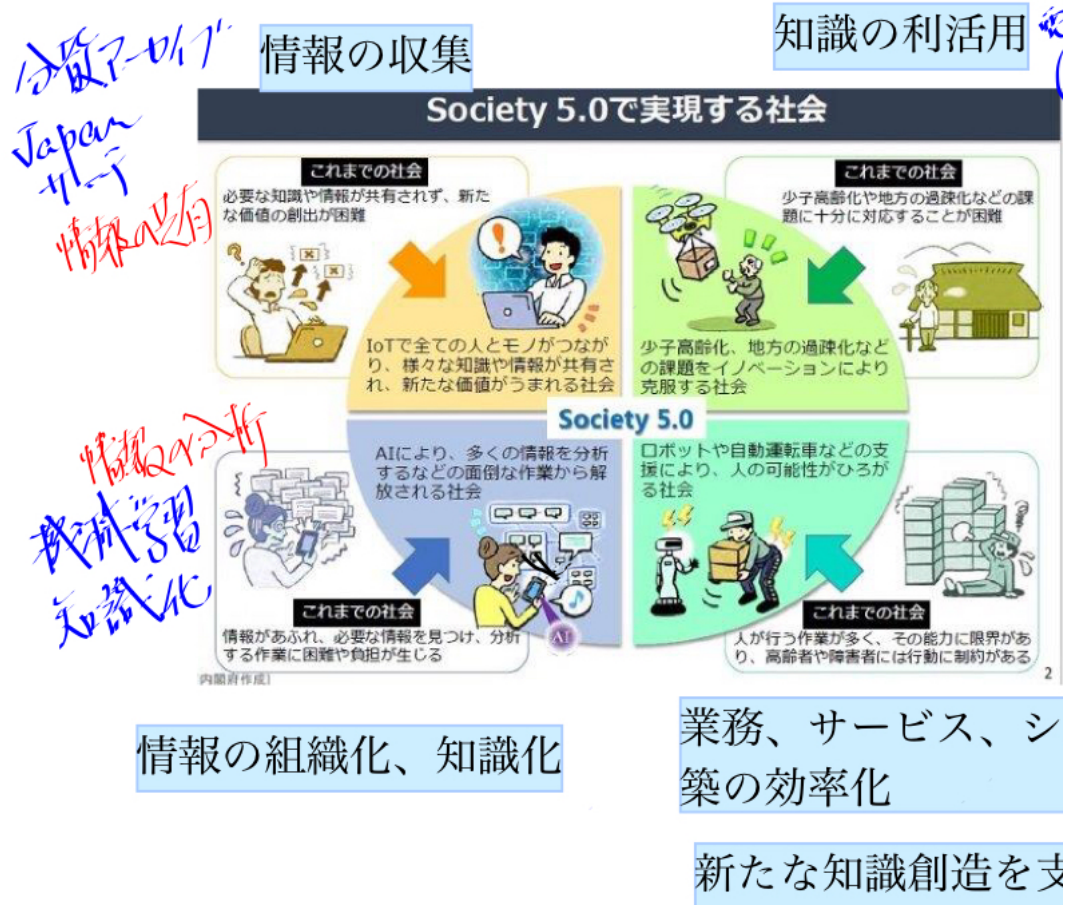 情報の収集
知識の利活用
アーカイブ
Japan
サーチ
情報の共有
Society 5.0で実現する社会
これまでの社会
必要な知識や情報が共有されず、新た
な価値の創出が困難
IoTで全ての人とモノがつなが
り、様々な知識や情報が共有さ
れ、新たな価値がうまれる社会
これまでの社会
少子高齢化や地方の過疎化などの課
題に十分に対応することが困難
少子高齢化、地方の過疎化など
の課題をイノベーションにより
克服する社会
Society 5.0
情報の分析
機械学習
知識化
AIにより、多くの情報を分析
するなどの面倒な作業から解
放される社会
AI
これまでの社会
情報があふれ、必要な情報を見つけ、分析
する作業に困難や負担が生じる
ロボットや自動運転車などの支
援により、人の可能性がひろが
る社会
これまでの社会
人が行う作業が多く、その能力に限界があ
り、高齢者や障害者には行動に制約がある
内閣府作成
2
情報の組織化、知識化
業務、サービス、シ
築の効率化
新たな知識創造を支